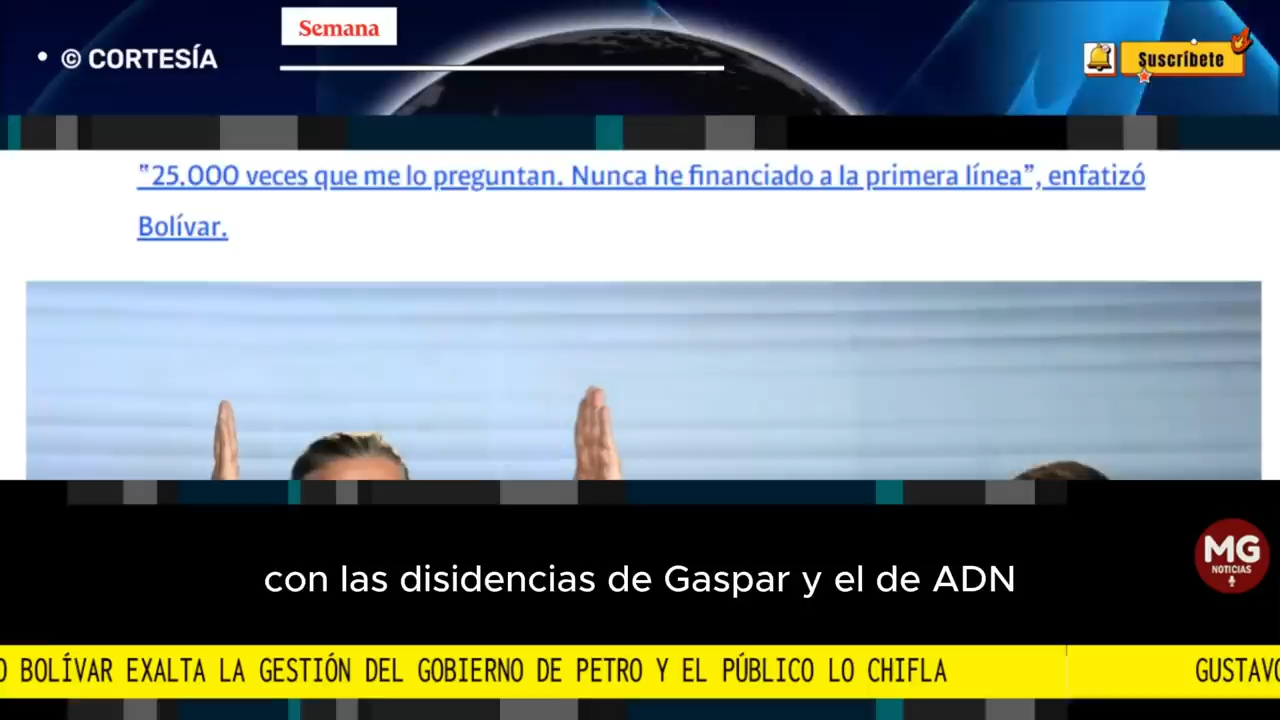 Semana
• © CORTESÍA
Suscríbete
"25.000 veces que me lo preguntan. Nunca he financiado a la primera línea", enfatizó
Bolívar.
MG
NOTICIAS
con las disidencias de Gaspar y el de ADN
O BOLÍVAR EXALTA LA GESTIÓN DEL GOBIERNO DE PETRO Y EL PÚBLICO LO CHIFLA GUSTAVO